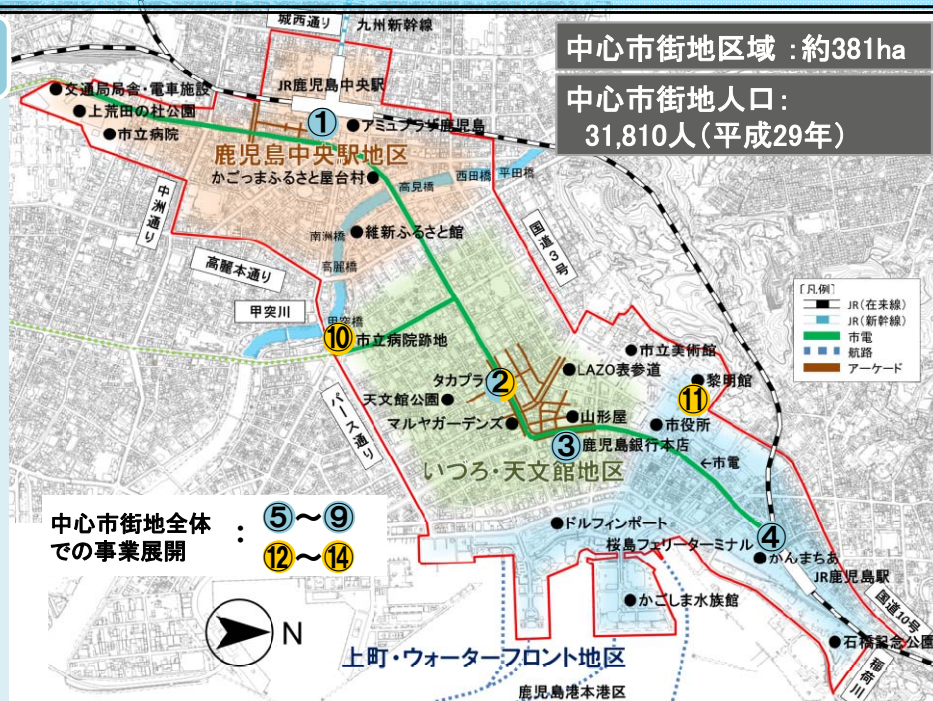 城西通り
九州新幹線
中心市街地区域：約381ha
中心市街地人口：
31,810人（平成29年）
JR鹿児島中央駅
交通局局舎・電車施設
上荒田の杜公園
市立病院
①
アミュプラザ鹿児島
鹿児島中央駅地区
かごっまふるさと屋台村
高見橋
西田橋
平田橋
中洲通り
南洲橋
維新ふるさと館
国道3号
高麗本通り
高麗橋
甲突川
甲突橋
⑩
市立病院跡地
［凡例］
JR（在来線）
JR（新幹線）
市電
航路
アーケード
市立美術館
LAZO表参道
黎明館
⑪
タカプラ
②
天文館公園
マルヤガーデンズ
山形屋
市役所
③
鹿児島銀行本店
←市電
パース通り
いづろ・天文館地区
中心市街地全体
での事業展開
：
⑤～⑨
⑫～⑭
ドルフィンポート
桜島フェリーターミナル
④
かんまちあ
JR鹿児島駅
国道10号
かごしま水族館
石橋記念公園
稲荷川
N
上町・ウォーターフロント地区
鹿児島港本港区